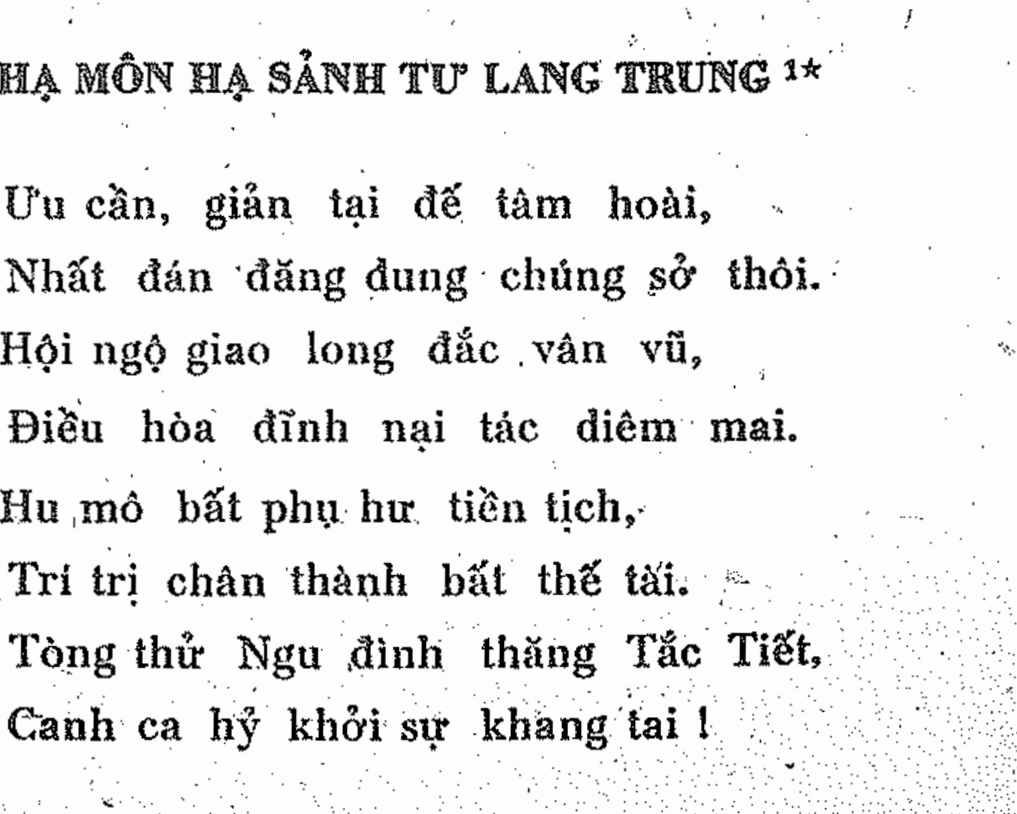 HẠ MÔN HẠ SẢNH TƯ LANG TRUNG ¹*
Ưu cần, giản tại đế tâm hoài,
Nhất đán đăng dung chúng sở thôi.
Hội ngộ giao long đắc vân vũ,
Điều hòa đĩnh nại tác diêm mai.
Hu mô bất phụ hư tiền tịch,
Trí trị chân thành bất thế tài.
Tòng thử Ngu đình thăng Tắc Tiết,
Canh ca hỷ khởi sự khang tai !